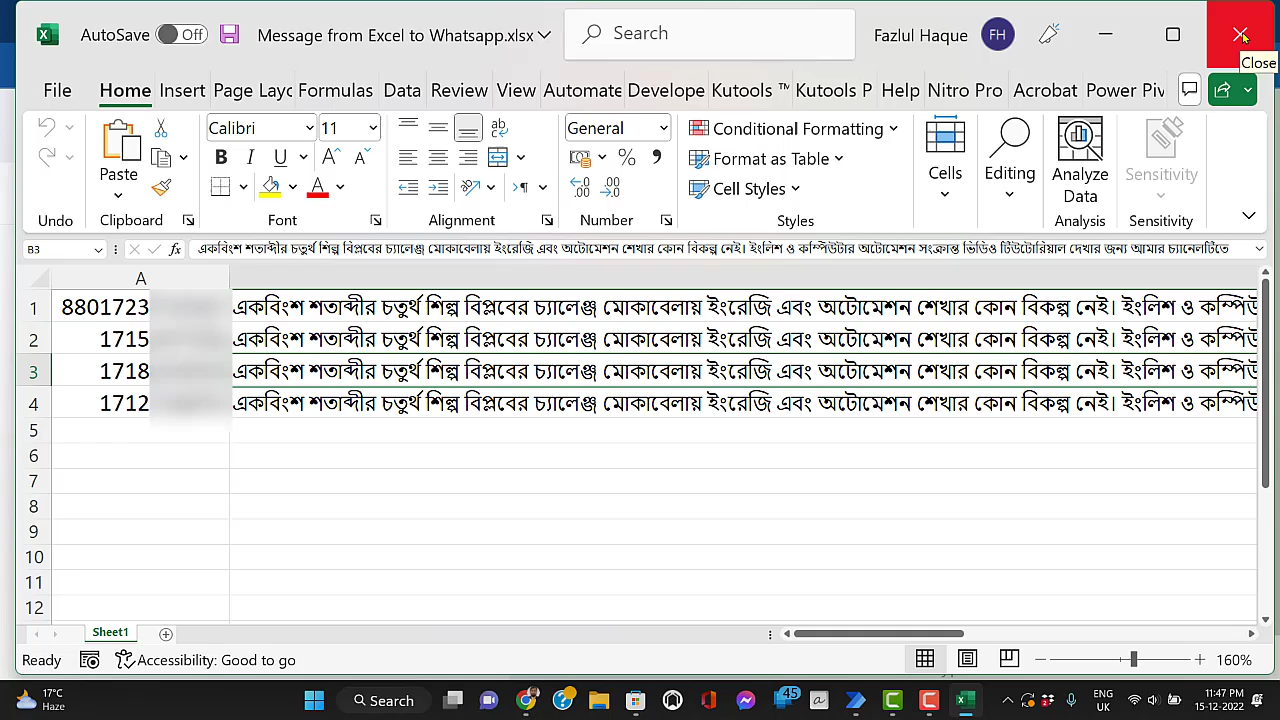 AutoSave Off Message from Excel to Whatsapp.xlsx Search Fazlul Haque FH
Close
File Home Insert Page Layc Formulas Data Review View Automate Develope Kutools ™ Kutools P Help Nitro Pro Acrobat Power Piv
Calibri 11 General Conditional Formatting
Paste B I U Format as Table Cells Editing Analyze Data Sensitivity
Cell Styles
Undo Clipboard Font Alignment Number Styles Analysis Sensitivity
B3 fx একবিংশ শতাব্দীর চতুর্থ শিল্প বিপ্লবের চ্যালেঞ্জ মোকাবেলায় ইংরেজি এবং অটোমেশন শেখার কোন বিকল্প নেই। ইংলিশ ও কম্পিউটার অটোমেশন সংক্রান্ত ভিডিও টিউটোরিয়াল দেখার জন্য আমার চ্যানেলটিতে
A
1 8801723 একবিংশ শতাব্দীর চতুর্থ শিল্প বিপ্লবের চ্যালেঞ্জ মোকাবেলায় ইংরেজি এবং অটোমেশন শেখার কোন বিকল্প নেই। ইংলিশ ও কম্পিউ
2 1715 একবিংশ শতাব্দীর চতুর্থ শিল্প বিপ্লবের চ্যালেঞ্জ মোকাবেলায় ইংরেজি এবং অটোমেশন শেখার কোন বিকল্প নেই। ইংলিশ ও কম্পিউ
3 1718 একবিংশ শতাব্দীর চতুর্থ শিল্প বিপ্লবের চ্যালেঞ্জ মোকাবেলায় ইংরেজি এবং অটোমেশন শেখার কোন বিকল্প নেই। ইংলিশ ও কম্পিউ
4 1712 একবিংশ শতাব্দীর চতুর্থ শিল্প বিপ্লবের চ্যালেঞ্জ মোকাবেলায় ইংরেজি এবং অটোমেশন শেখার কোন বিকল্প নেই। ইংলিশ ও কম্পিউ
5
6
7
8
9
10
11
12
Sheet1
Ready Accessibility: Good to go 160%
17°C Search 45 ENG 11:47 PM
Haze UK 15-12-2022